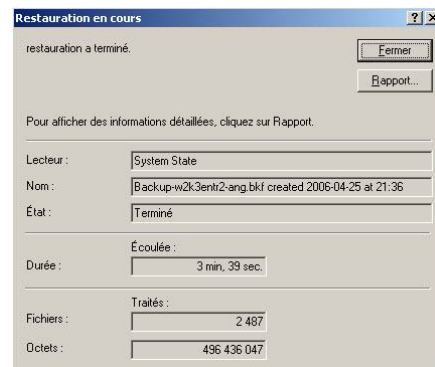 Restauration en cours
restauration a terminé.
Fermer
Rapport...
Pour afficher des informations détaillées, cliquez sur Rapport.
Lecteur : System State
Nom : Backup-w2k3entr2-ang.bkf created 2006-04-25 at 21:36
État : Terminé
Écoulée :
Durée : 3 min, 39 sec.
Traités :
Fichiers : 2 487
Octets : 496 436 047